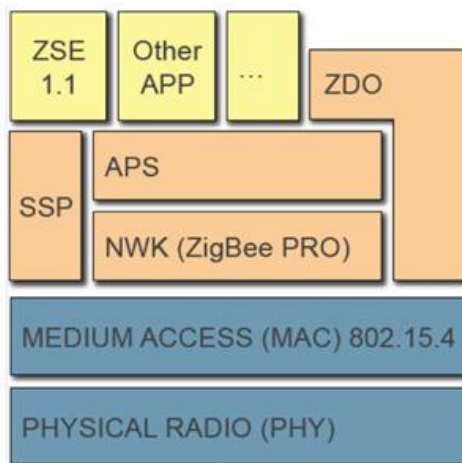 ZSE
1.1
Other
APP
...
ZDO
SSP
APS
NWK (ZigBee PRO)
MEDIUM ACCESS (MAC) 802.15.4
PHYSICAL RADIO (PHY)